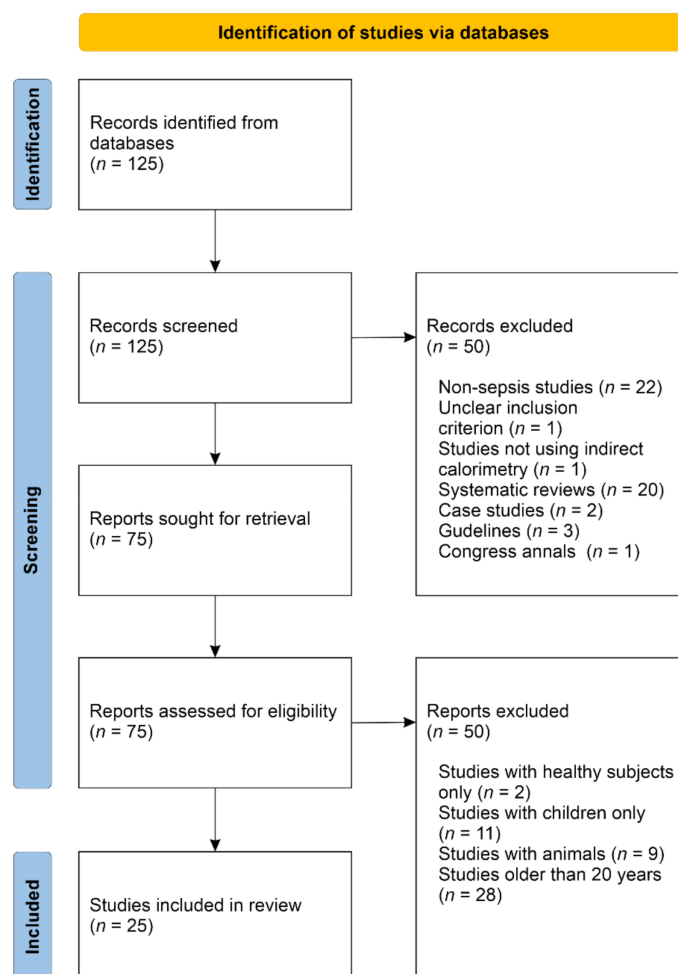 Identification of studies via databases
Identification
Records identified from
databases
(n = 125)
Screening
Records screened
(n = 125)
Records excluded
(n = 50)
Non-sepsis studies (n = 22)
Unclear inclusion
criterion (n = 1)
Studies not using indirect
calorimetry (n = 1)
Systematic reviews (n = 20)
Case studies (n = 2)
Gudelines (n = 3)
Congress annals (n = 1)
Reports sought for retrieval
(n = 75)
Reports assessed for eligibility
(n = 75)
Reports excluded
(n = 50)
Studies with healthy subjects
only (n = 2)
Studies with children only
(n = 11)
Studies with animals (n = 9)
Studies older than 20 years
(n = 28)
Included
Studies included in review
(n = 25)